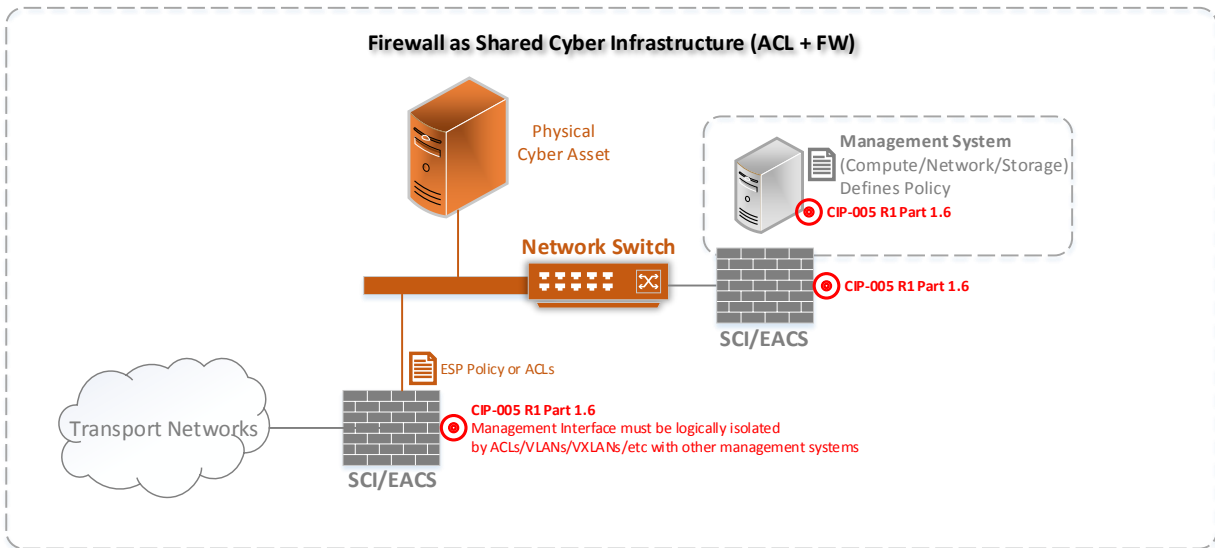 Firewall as Shared Cyber Infrastructure (ACL + FW)
Physical
Cyber Asset
Management System
(Compute/Network/Storage)
Defines Policy
CIP-005 R1 Part 1.6
Network Switch
CIP-005 R1 Part 1.6
SCI/EACS
ESP Policy or ACLs
Transport Networks
CIP-005 R1 Part 1.6
Management Interface must be logically isolated
by ACLs/VLANs/VXLANs/etc with other management systems
SCI/EACS